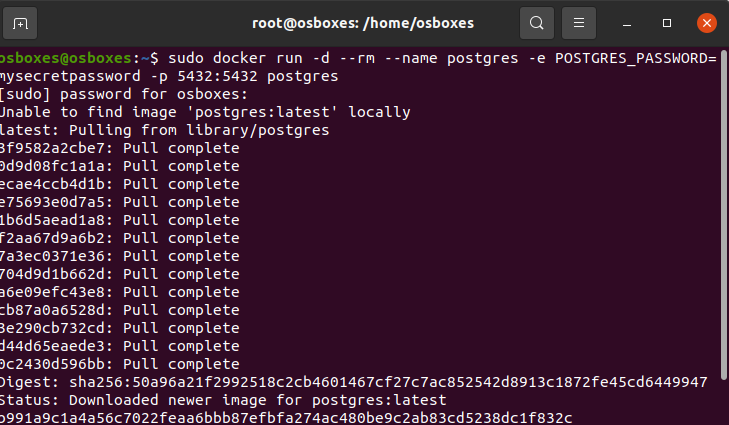 root@osboxes: /home/osboxes
osboxes@osboxes:~$ sudo docker run -d --rm --name postgres -e POSTGRES_PASSWORD=
mysecretpassword -p 5432:5432 postgres
[sudo] password for osboxes:
Unable to find image 'postgres:latest' locally
latest: Pulling from library/postgres
3f9582a2cbe7: Pull complete
0d9d08fc1a1a: Pull complete
ecae4ccb4d1b: Pull complete
e75693e0d7a5: Pull complete
1b6d5aead1a8: Pull complete
f2aa67d9a6b2: Pull complete
7a3ec0371e36: Pull complete
704d9d1b662d: Pull complete
a6e09efc43e8: Pull complete
cb87a0a6528d: Pull complete
3e290cb732cd: Pull complete
d44d65eaede3: Pull complete
0c2430d596bb: Pull complete
Digest: sha256:50a96a21f2992518c2cb4601467cf27c7ac852542d8913c1872fe45cd6449947
Status: Downloaded newer image for postgres:latest
b991a9c1a4a56c7022feaa6bbb87efbfa274ac480be9c2ab83cd5238dc1f832c